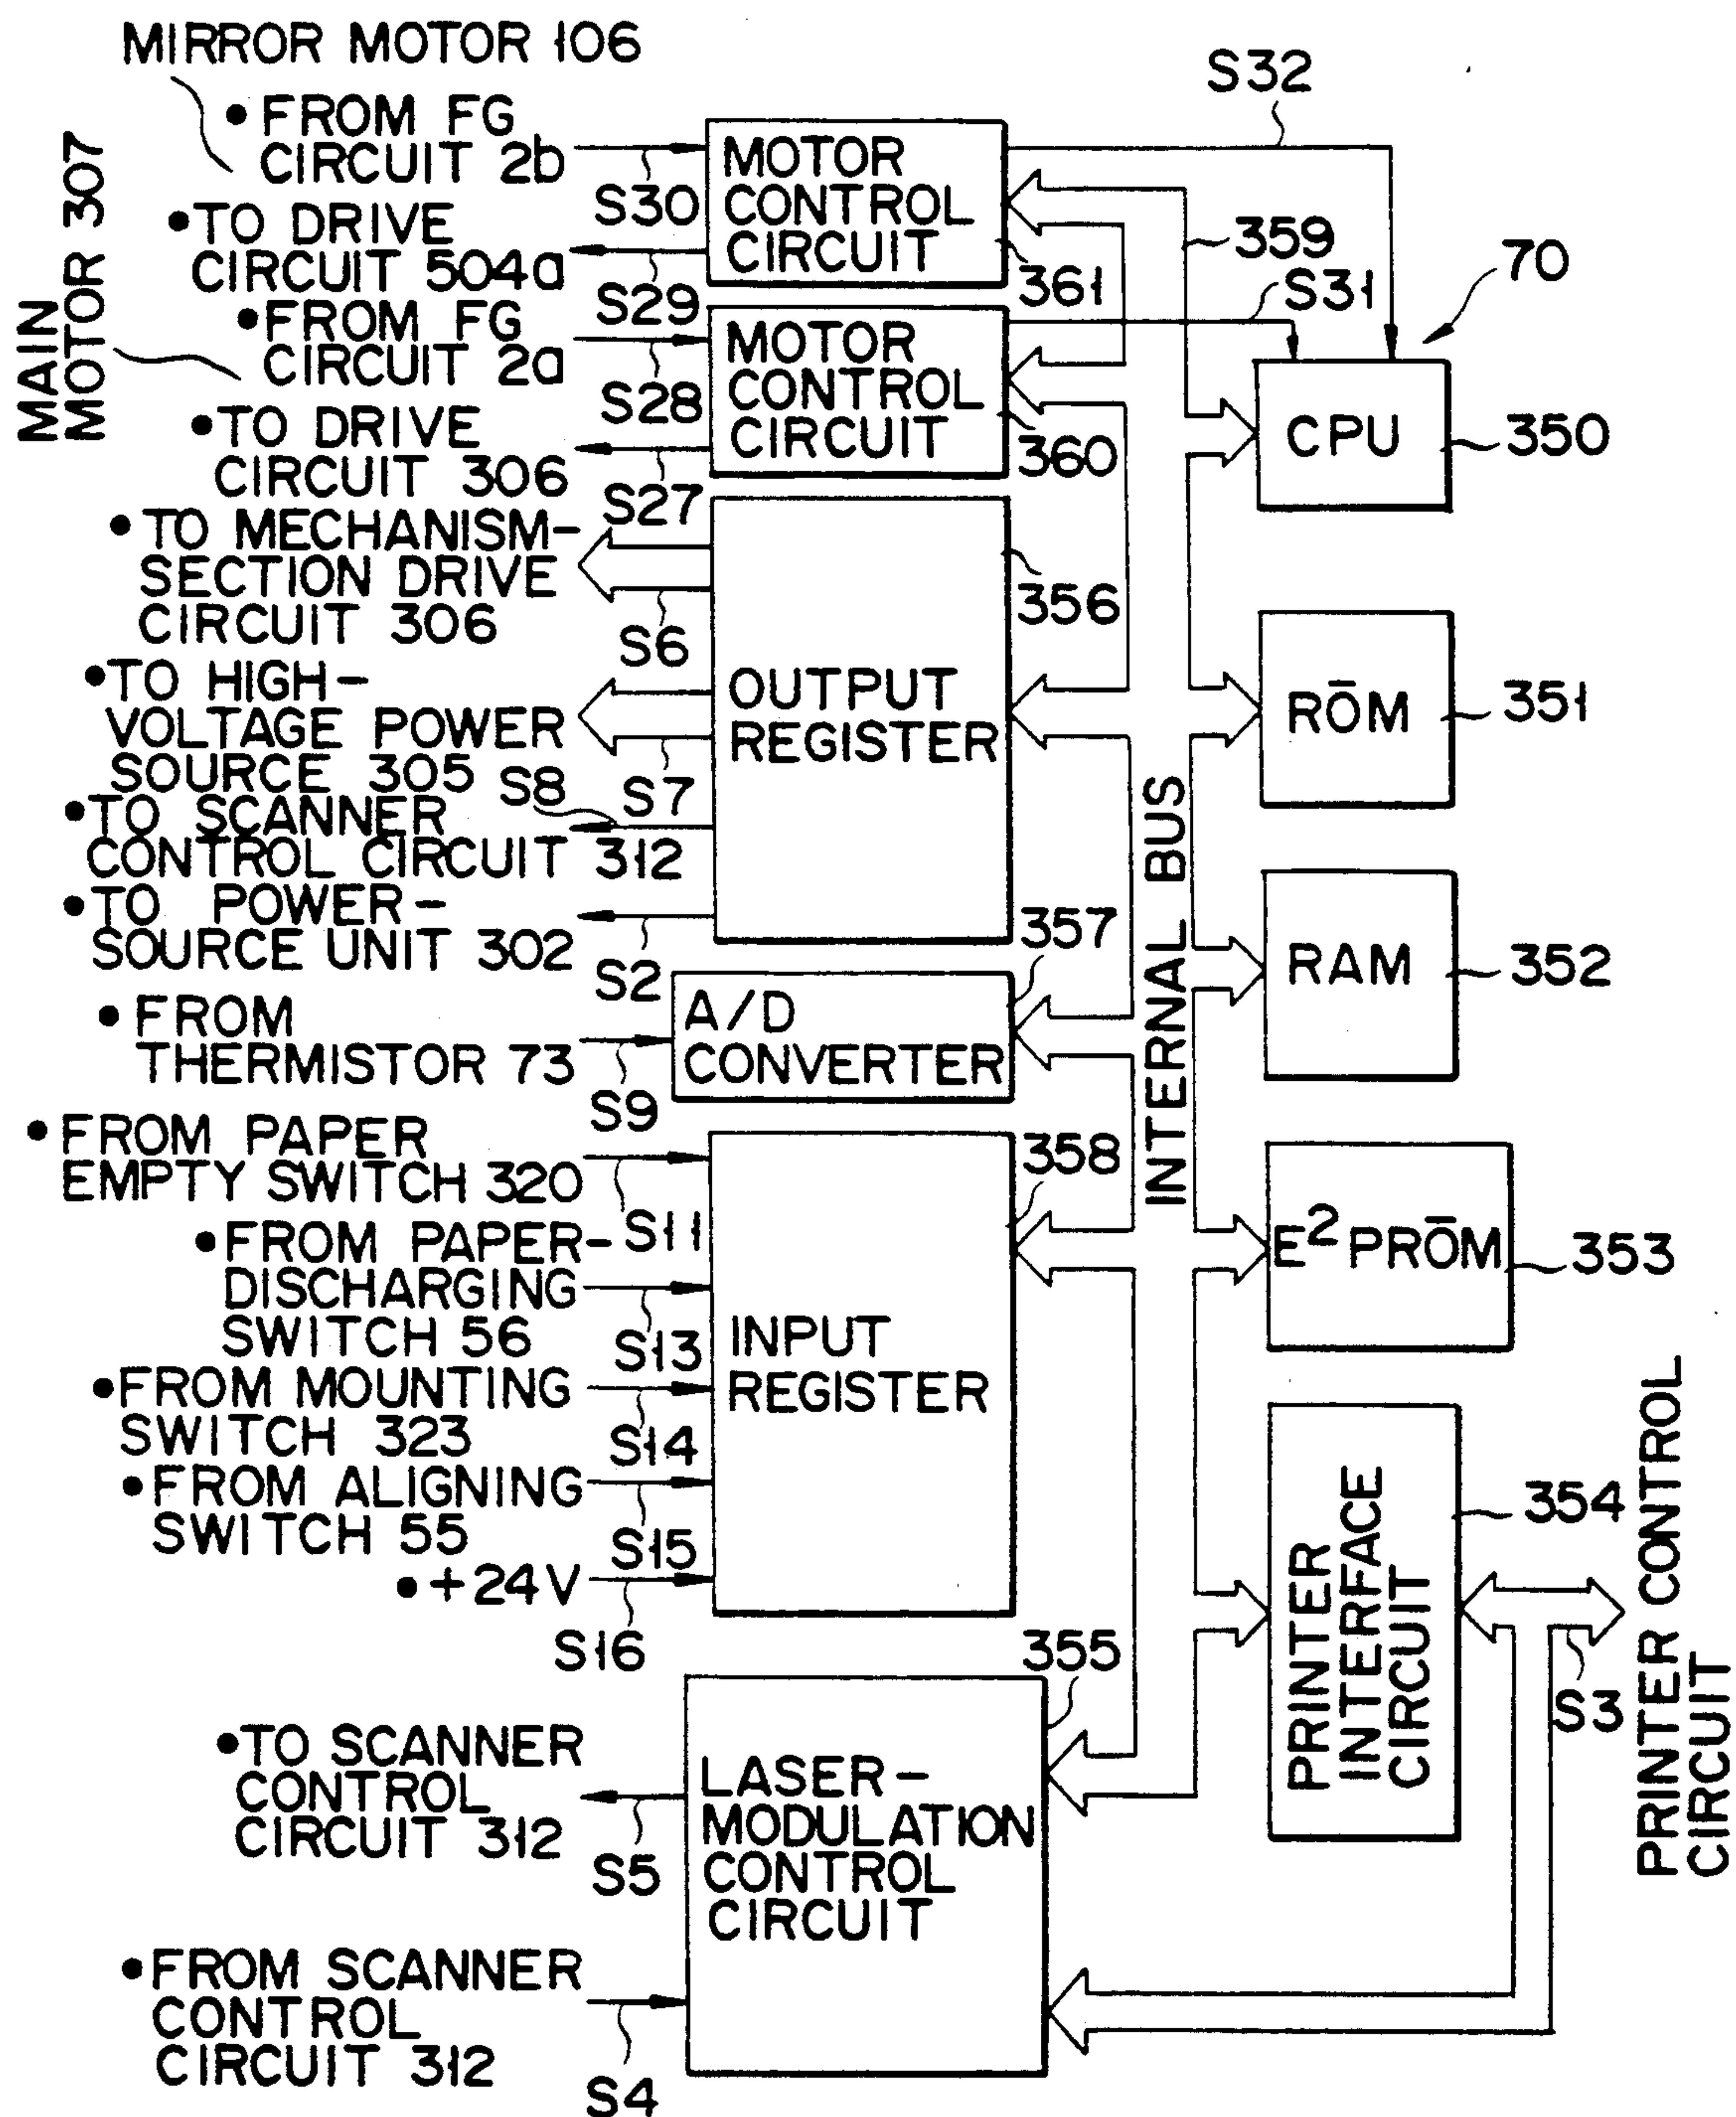 MIRROR MOTOR 106
• FROM FG
CIRCUIT 2b
S30
• TO DRIVE
CIRCUIT 504a
S29
MAIN
MOTOR 307
• FROM FG
CIRCUIT 2a
S28
• TO DRIVE
CIRCUIT 306
S27
• TO MECHANISM-
SECTION DRIVE
CIRCUIT 306
S6
• TO HIGH-
VOLTAGE POWER
SOURCE 305
S7
S8
• TO SCANNER
CONTROL CIRCUIT 312
• TO POWER-
SOURCE UNIT 302
S2
• FROM
THERMISTOR 73
S9
• FROM PAPER
EMPTY SWITCH 320
S11
• FROM PAPER-
DISCHARGING
SWITCH 56
S13
• FROM MOUNTING
SWITCH 323
S14
• FROM ALIGNING
SWITCH 55
S15
• +24V
S16
• TO SCANNER
CONTROL
CIRCUIT 312
S5
• FROM SCANNER
CONTROL
CIRCUIT 312
S4
MOTOR
CONTROL
CIRCUIT
361
MOTOR
CONTROL
CIRCUIT
360
OUTPUT
REGISTER
356
A/D
CONVERTER
357
INPUT
REGISTER
358
LASER-
MODULATION
CONTROL
CIRCUIT
355
S32
359
S31
70
INTERNAL BUS
CPU
350
RŌM
351
RAM
352
E² PRŌM
353
PRINTER
INTERFACE
CIRCUIT
354
S3
PRINTER CONTROL
CIRCUIT